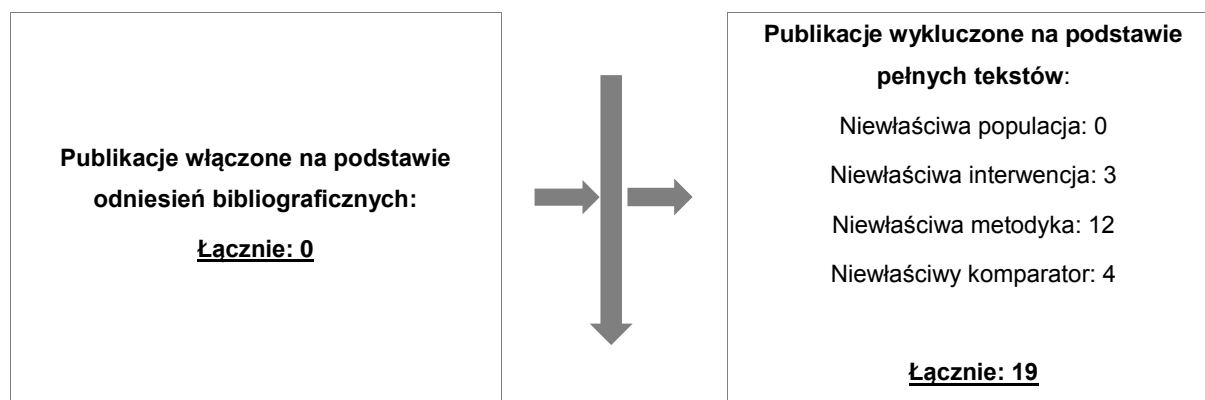 Publikacje włączone na podstawie
odniesień bibliograficznych:
Łącznie: 0
Publikacje wykluczone na podstawie
pełnych tekstów:
Niewłaściwa populacja: 0
Niewłaściwa interwencja: 3
Niewłaściwa metodyka: 12
Niewłaściwy komparator: 4
Łącznie: 19